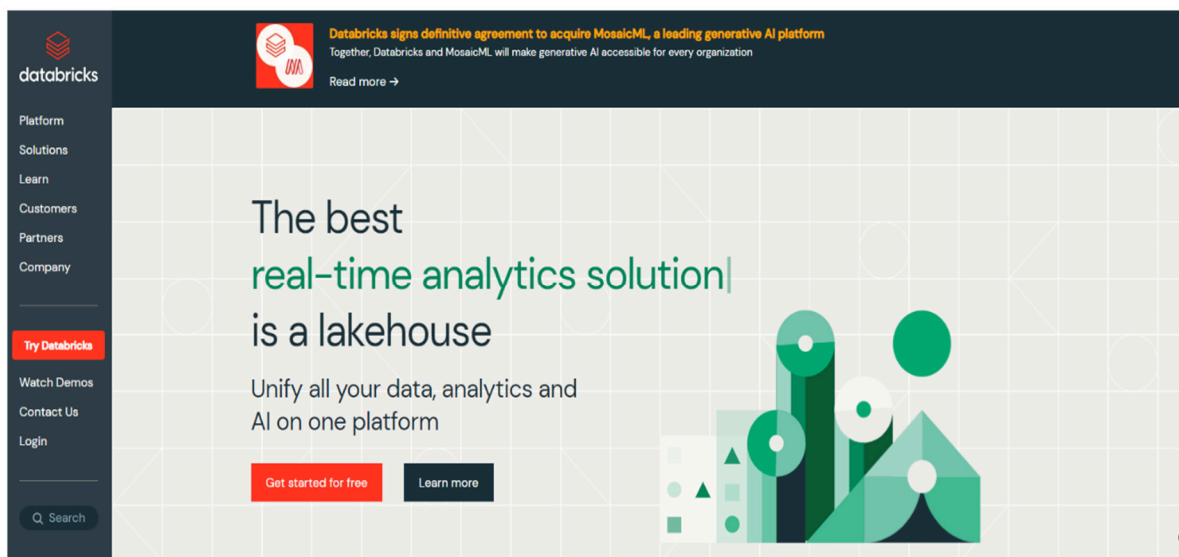 databricks
Platform
Solutions
Learn
Customers
Partners
Company
Try Databricks
Watch Demos
Contact Us
Login
Search
Databricks signs definitive agreement to acquire MosaicML, a leading generative AI platform
Together, Databricks and MosaicML will make generative AI accessible for every organization
Read more →
The best
real-time analytics solution
is a lakehouse
Unify all your data, analytics and
AI on one platform
Get started for free
Learn more